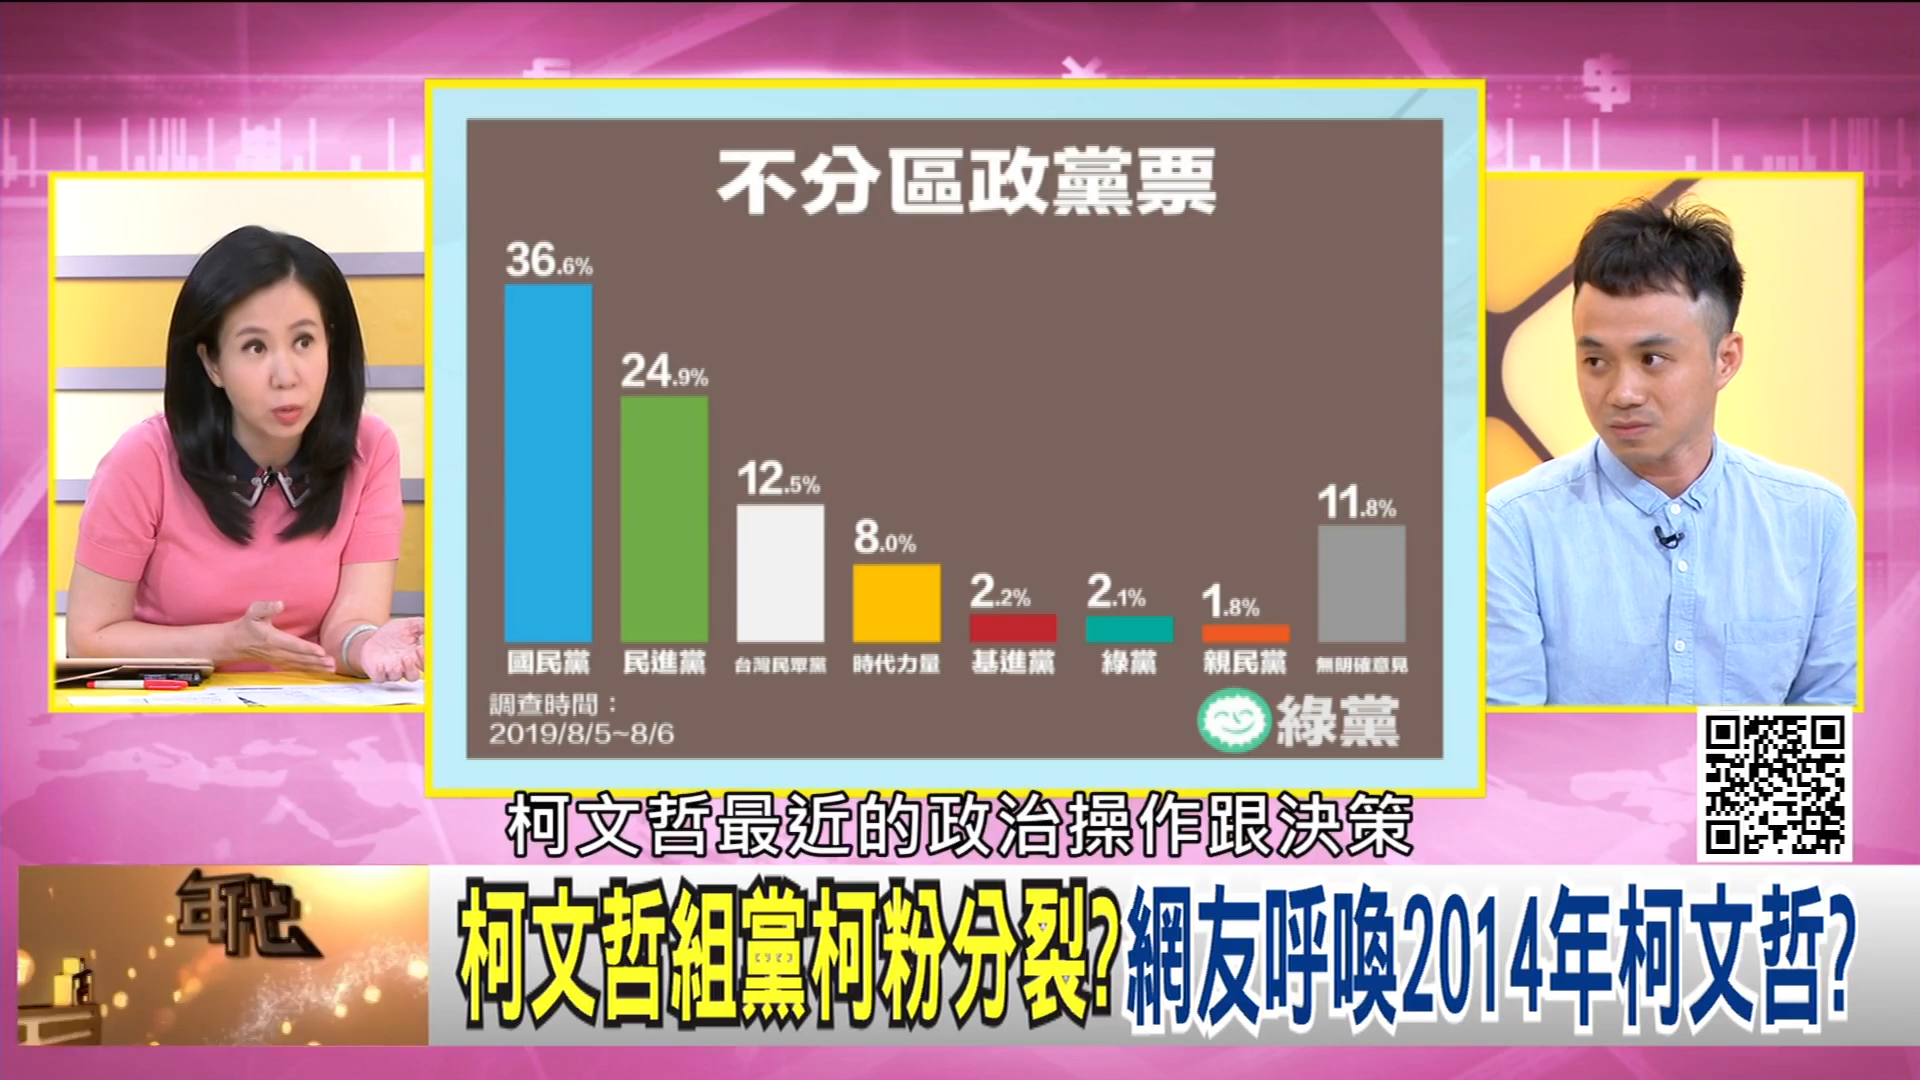 不分區政黨票
36.6%
24.9%
12.5%
8.0%
2.2%
2.1%
1.8%
11.8%
國民黨
民進黨
台灣民眾黨
時代力量
基進黨
綠黨
親民黨
無明確意見
調查時間：
2019/8/5~8/6
綠黨
柯文哲最近的政治操作跟決策
年代
柯文哲組黨柯粉分裂?網友呼喚2014年柯文哲?